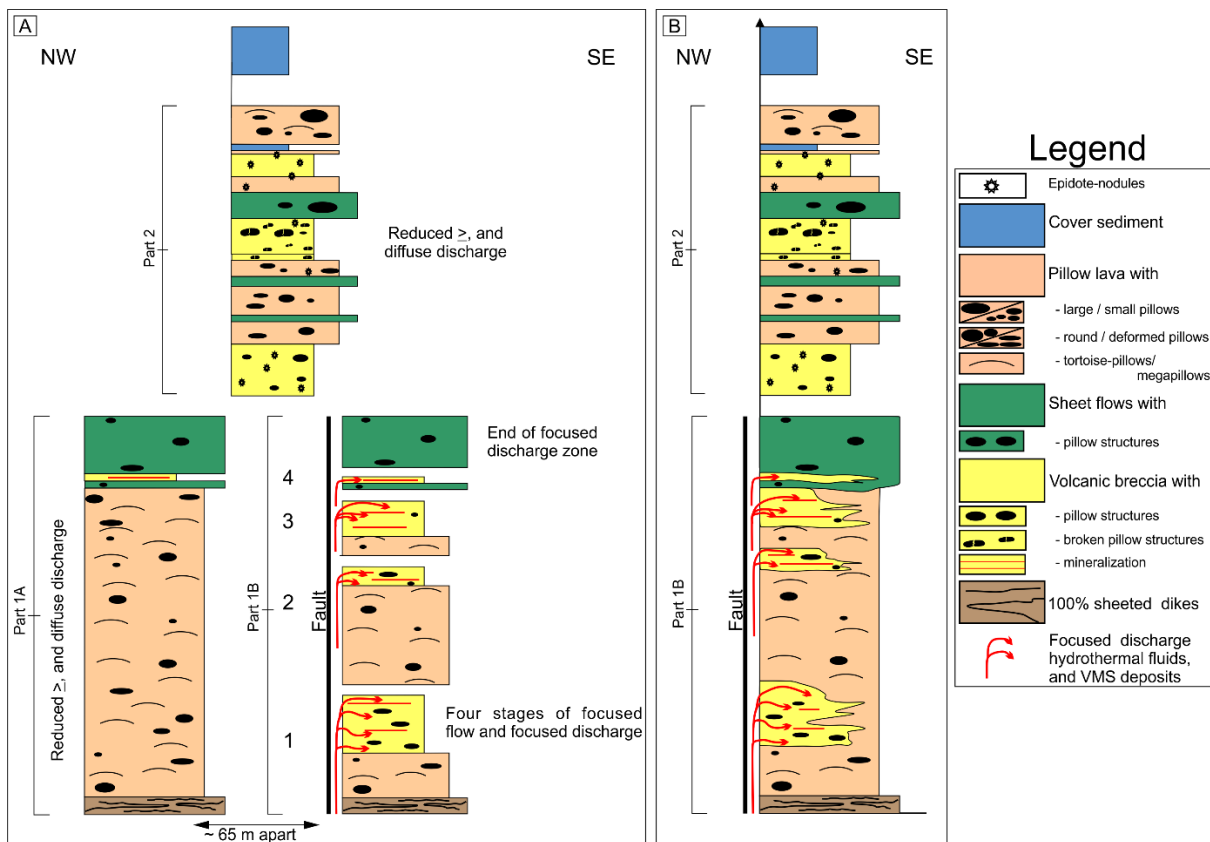 A
NW
SE
Part 2
Reduced ≥, and
diffuse discharge
Part 1A
Reduced ≥, and diffuse discharge
Part 1B
4
3
2
1
Fault
End of focused
discharge zone
Four stages of focused
flow and focused discharge
~ 65 m apart
B
NW
SE
Part 2
Part 1B
Fault
Legend
Epidote-nodules
Cover sediment
Pillow lava with
- large / small pillows
- round / deformed pillows
- tortoise-pillows/
megapillows
Sheet flows with
- pillow structures
Volcanic breccia with
- pillow structures
- broken pillow structures
- mineralization
100% sheeted dikes
Focused discharge
hydrothermal fluids,
and VMS deposits